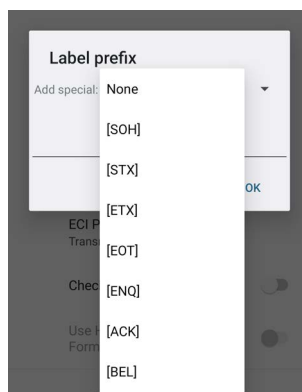 Label prefix
Add special: None
[SOH]
[STX]
[ETX]
OK
ECI P
Trans
[EOT]
Chec
[ENQ]
Use H
Form
[ACK]
[BEL]